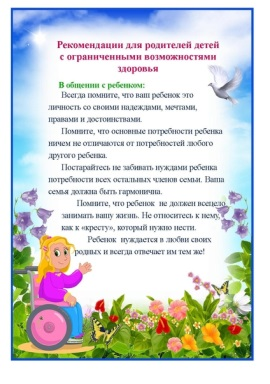 Рекомендации для родителей детей
с ограниченными возможностями
здоровья
В общении с ребенком:
Всегда помните, что ваш ребенок это
личность со своими надеждами, мечтами,
правами и достоинствами.
Помните, что основные потребности ребенка
ничем не отличаются от потребностей любого
другого ребенка.
Постарайтесь не забивать нуждами ребенка
потребности всех остальных членов семьи. Ваша
семья должна быть гармонична.
Помните, что ребенок не должен всецело
занимать вашу жизнь. Не относитесь к нему,
как к «кресту», который нужно нести.
Ребенок нуждается в любви своих
родных и всегда отвечает им тем же!